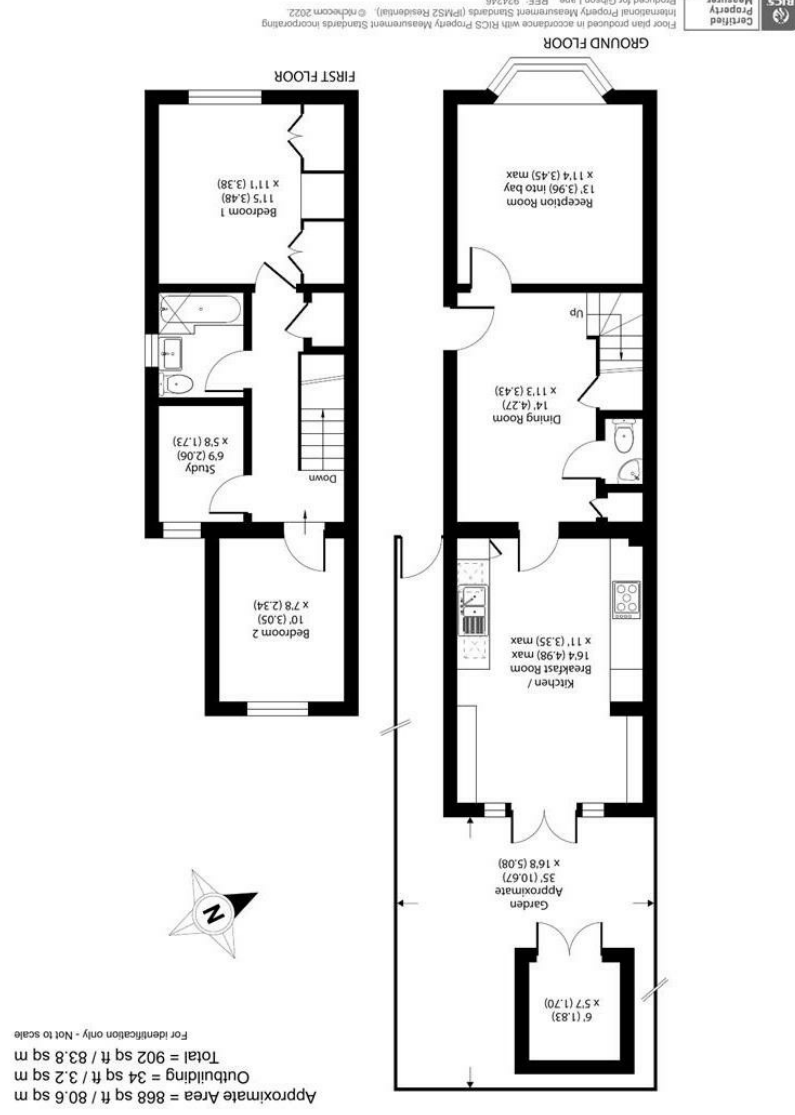 Approximate Area = 868 sq ft / 80.6 sq m
Outbuilding = 34 sq ft / 3.2 sq m
Total = 902 sq ft / 83.8 sq m
For identification only - Not to scale
N
6' (1.83)
x 5'7 (1.70)
Garden
Approximate
35' (10.67)
x 16'8 (5.08)
Kitchen /
Breakfast Room
16'4 (4.98) max
x 11' (3.35) max
Dining Room
14' (4.27)
x 11'3 (3.43)
Up
Reception Room
13' (3.96) into bay
x 11'4 (3.45) max
GROUND FLOOR
Bedroom 2
10' (3.05)
x 7'8 (2.34)
Down
Study
6'9 (2.06)
x 5'8 (1.73)
Bedroom 1
11'5 (3.48)
x 11'1 (3.38)
FIRST FLOOR
Certified
Property
Measurer
RICS
Floor plan produced in accordance with RICS Property Measurement Standards incorporating
International Property Measurement Standards (IPMS2 Residential). © nichecom 2022.
Produced for Gibson Lane. REF: 924246